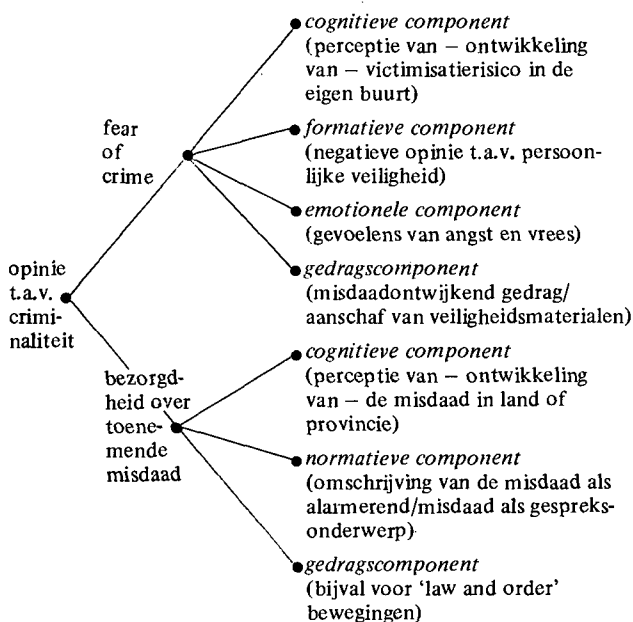 opinie
t.a.v.
crimi-
naliteit
fear
of
crime
cognitieve component
(perceptie van – ontwikkeling
van – victimisatierisico in de
eigen buurt)
formatieve component
(negatieve opinie t.a.v. persoon-
lijke veiligheid)
emotionele component
(gevoelens van angst en vrees)
gedragscomponent
(misdaadontwijkend gedrag/
aanschaf van veiligheidsmaterialen)
bezorgd-
heid over
toene-
mende
misdaad
cognitieve component
(perceptie van – ontwikkeling
van – de misdaad in land of
provincie)
normatieve component
(omschrijving van de misdaad als
alarmerend/misdaad als gespreks-
onderwerp)
gedragscomponent
(bijval voor ‘law and order’
bewegingen)